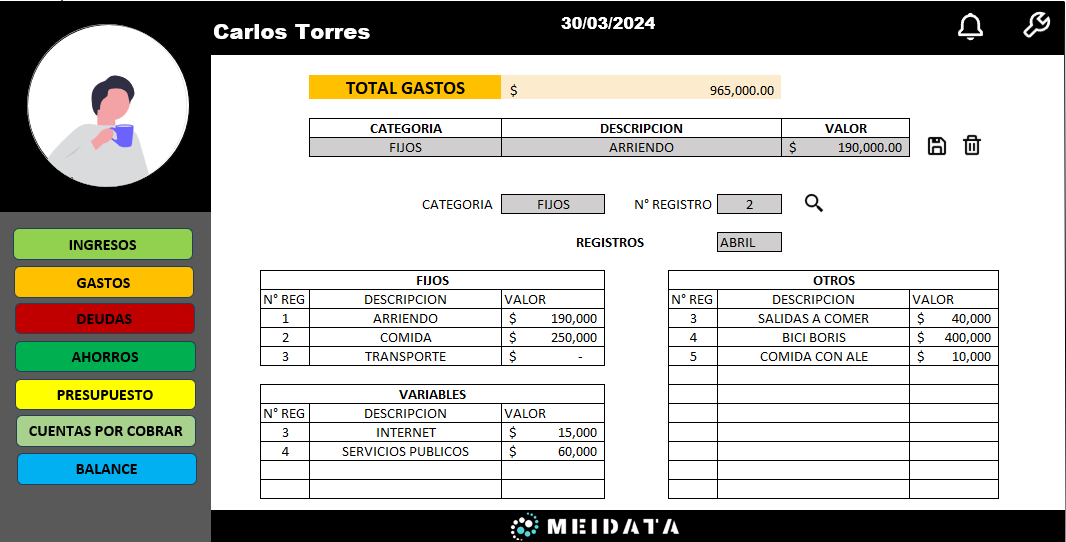 Carlos Torres
30/03/2024
TOTAL GASTOS $ 965,000.00
CATEGORIA DESCRIPCION VALOR
FIJOS ARRIENDO $ 190,000.00
CATEGORIA FIJOS N° REGISTRO 2
REGISTROS ABRIL
INGRESOS
GASTOS
DEUDAS
AHORROS
PRESUPUESTO
CUENTAS POR COBRAR
BALANCE
FIJOS
N° REG DESCRIPCION VALOR
1 ARRIENDO $ 190,000
2 COMIDA $ 250,000
3 TRANSPORTE $ -
VARIABLES
N° REG DESCRIPCION VALOR
3 INTERNET $ 15,000
4 SERVICIOS PUBLICOS $ 60,000
OTROS
N° REG DESCRIPCION VALOR
3 SALIDAS A COMER $ 40,000
4 BICI BORIS $ 400,000
5 COMIDA CON ALE $ 10,000
MEIDATA